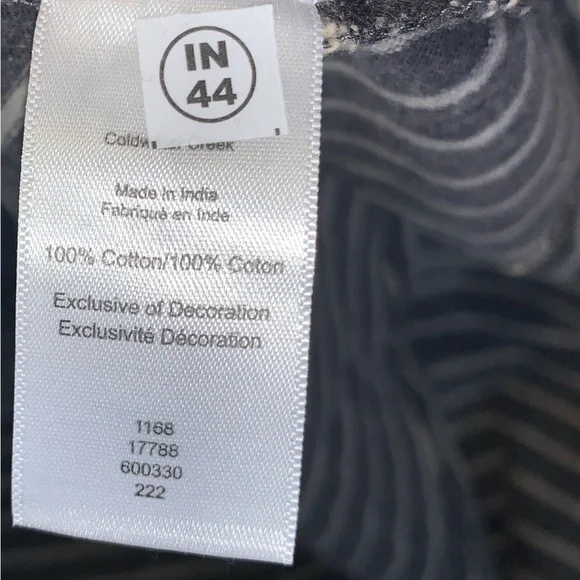 IN
44
Creek
Made in India
Fabriqué en Inde
100% Cotton/100% Coton
Exclusive of Decoration
Exclusivité Décoration
1168
17788
600330
222